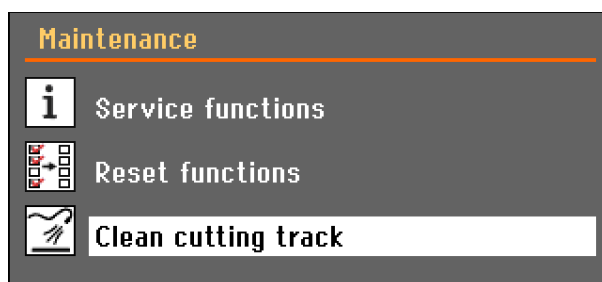 Maintenance
i
Service functions
Reset functions
Clean cutting track